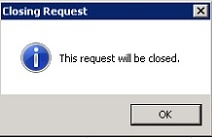 Closing Request
This request will be closed.
OK